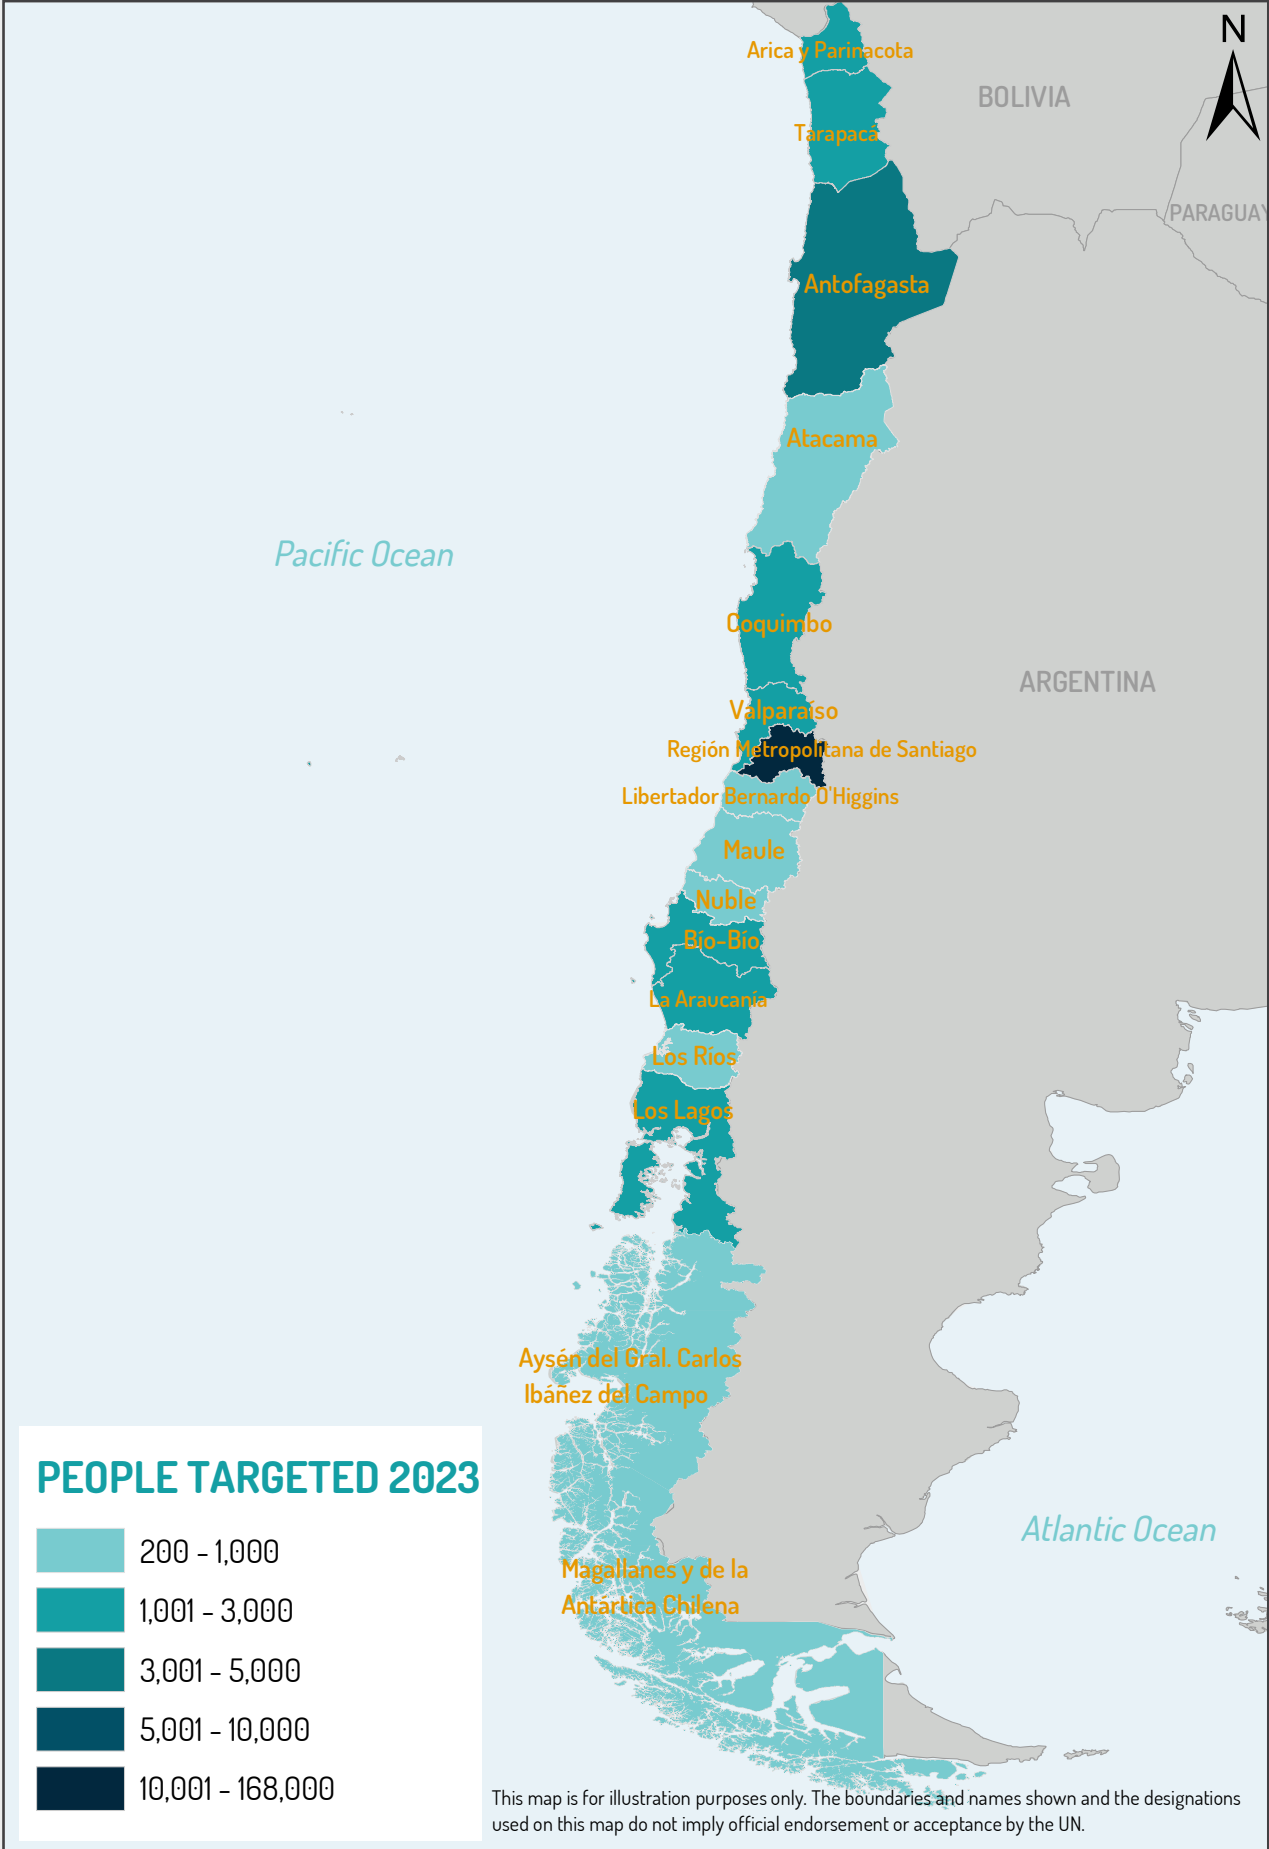 N
Arica y Parinacota
BOLIVIA
Tarapacá
PARAGUAY
Antofagasta
Atacama
Pacific Ocean
Coquimbo
ARGENTINA
Valparaíso
Región Metropolitana de Santiago
Libertador Bernardo O'Higgins
Maule
Ñuble
Bío-Bío
La Araucanía
Los Ríos
Los Lagos
Aysén del Gral. Carlos
Ibáñez del Campo
PEOPLE TARGETED 2023
200 - 1,000
1,001 - 3,000
3,001 - 5,000
5,001 - 10,000
10,001 - 168,000
Atlantic Ocean
Magallanes y de la
Antártica Chilena
This map is for illustration purposes only. The boundaries and names shown and the designations
used on this map do not imply official endorsement or acceptance by the UN.